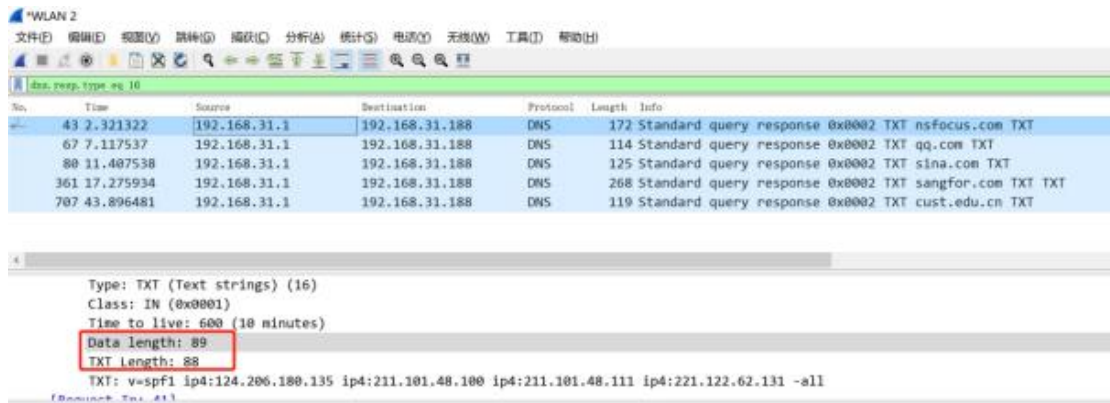 *WLAN 2
文件(F) 编辑(E) 视图(V) 跳转(G) 捕获(C) 分析(A) 统计(S) 电话(Y) 无线(W) 工具(T) 帮助(H)
dns.resp.type eq 16
No. Time Source Destination Protocol Length Info
43 2.321322 192.168.31.1 192.168.31.188 DNS 172 Standard query response 0x0002 TXT nsfocus.com TXT
67 7.117537 192.168.31.1 192.168.31.188 DNS 114 Standard query response 0x0002 TXT qq.com TXT
80 11.407538 192.168.31.1 192.168.31.188 DNS 125 Standard query response 0x0002 TXT sina.com TXT
361 17.275934 192.168.31.1 192.168.31.188 DNS 268 Standard query response 0x0002 TXT sangfor.com TXT TXT
707 43.896481 192.168.31.1 192.168.31.188 DNS 119 Standard query response 0x0002 TXT cust.edu.cn TXT
Type: TXT (Text strings) (16)
Class: IN (0x0001)
Time to live: 600 (10 minutes)
Data length: 89
TXT Length: 88
TXT: v=spf1 ip4:124.206.180.135 ip4:211.101.48.100 ip4:211.101.48.111 ip4:221.122.62.131 -all
[Request In: 41]